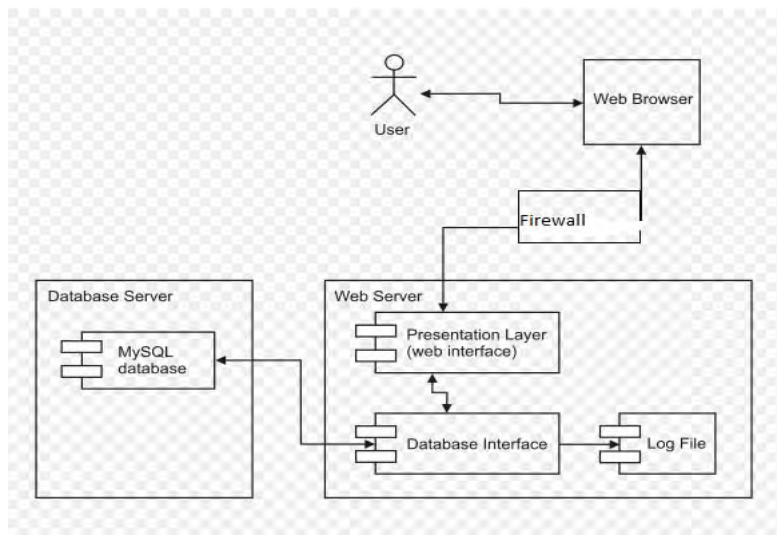 User
Web Browser
Firewall
Database Server
MySQL
database
Web Server
Presentation Layer
(web interface)
Database Interface
Log File